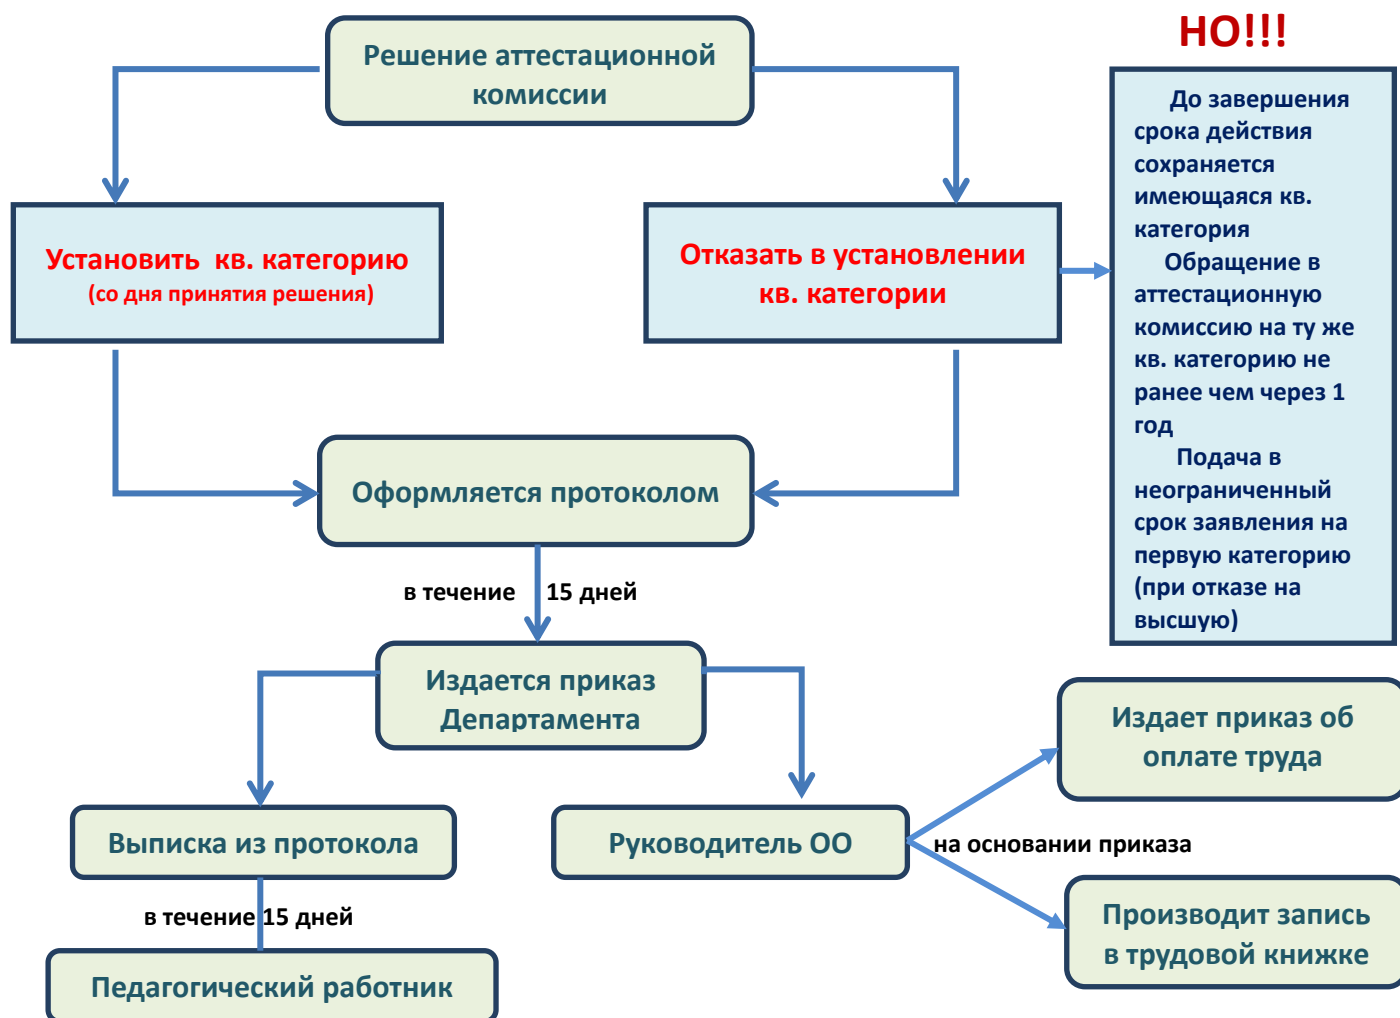 НО!!!
Решение аттестационной
комиссии
До завершения
срока действия
сохраняется
имеющаяся кв.
категория
Обращение в
аттестационную
комиссию на ту же
кв. категорию не
ранее чем через 1
год
Подача в
неограниченный
срок заявления на
первую категорию
(при отказе на
высшую)
Установить кв. категорию
(со дня принятия решения)
Отказать в установлении
кв. категории
Оформляется протоколом
в течение 15 дней
Издается приказ
Департамента
Выписка из протокола
в течение 15 дней
Педагогический работник
Руководитель ОО
на основании приказа
Издает приказ об
оплате труда
Производит запись
в трудовой книжке